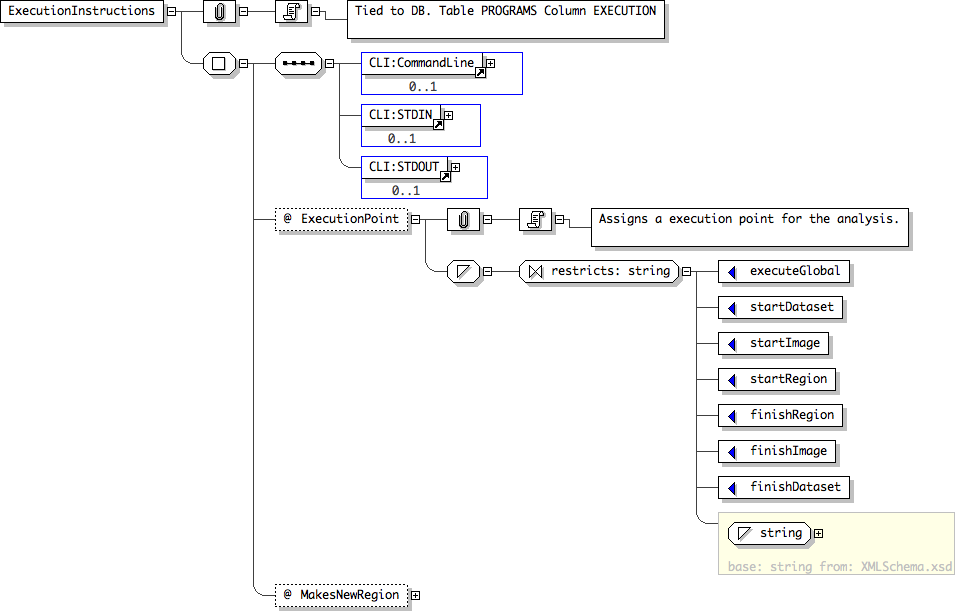 ExecutionInstructions
Tied to DB. Table PROGRAMS Column EXECUTION
CLI:CommandLine
0..1
CLI:STDIN
0..1
CLI:STDOUT
0..1
@ ExecutionPoint
Assigns a execution point for the analysis.
restricts: string
executeGlobal
startDataset
startImage
startRegion
finishRegion
finishImage
finishDataset
string
base: string from: XMLSchema.xsd
@ MakesNewRegion